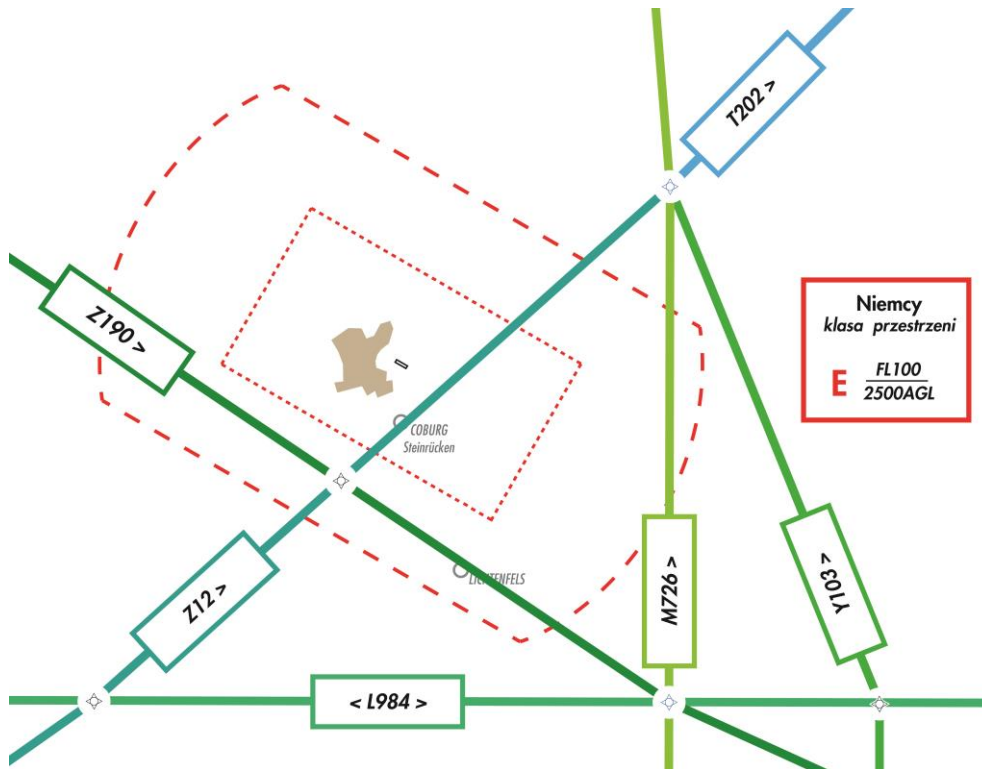 T202 >
Z190 >
Niemcy
klasa przestrzeni
E FL100
2500AGL
COBURG
Steinrücken
LICHTENFELS
M726 >
Y103 >
Z12 >
< L984 >